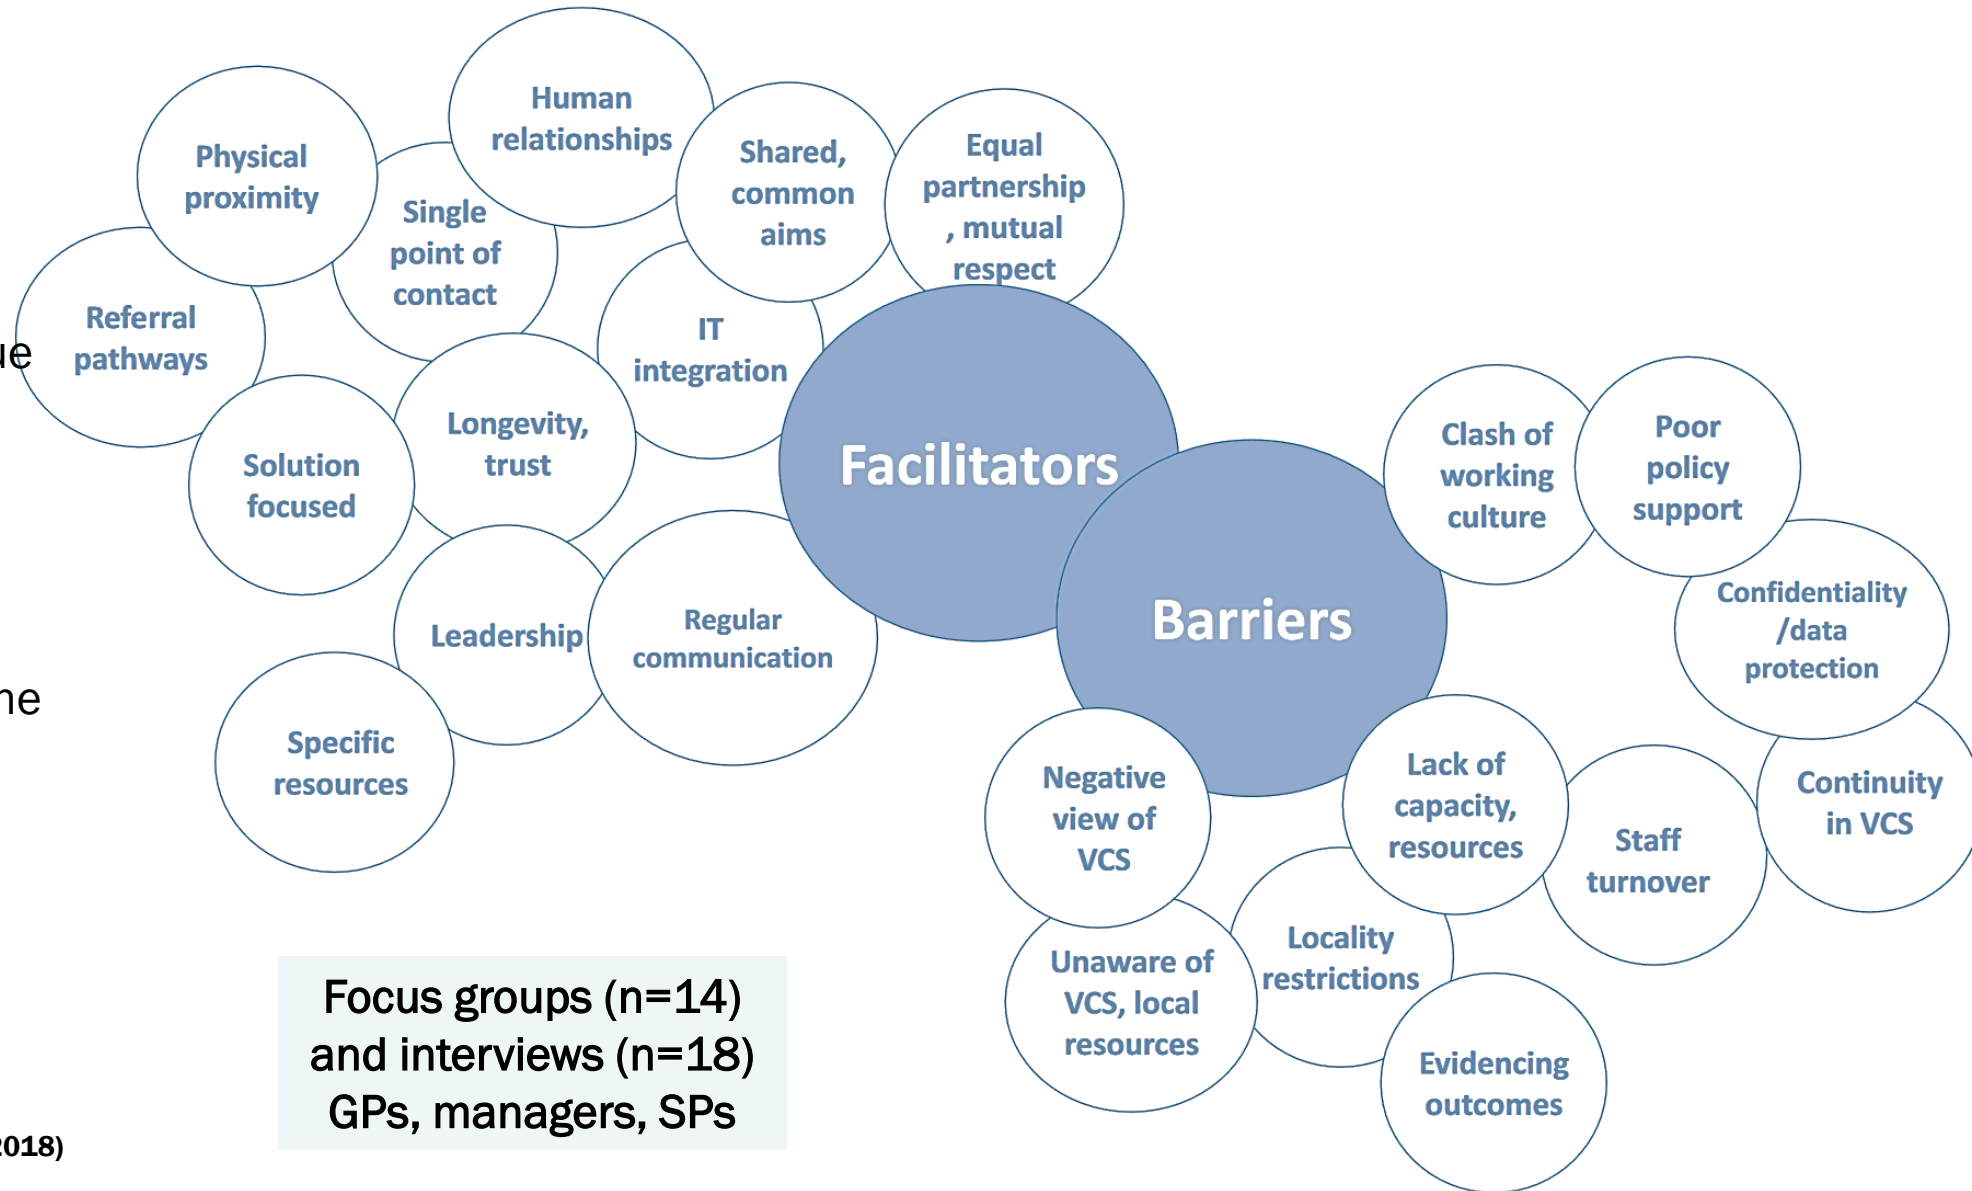 Human
relationships
Physical
proximity
Shared,
common
aims
Equal
partnership
, mutual
respect
Single
point of
contact
Referral
pathways
IT
integration
ue
Longevity,
trust
Solution
focused
Facilitators
Clash of
working
culture
Poor
policy
support
Leadership
Regular
communication
Barriers
Confidentiality
/data
protection
ne
Specific
resources
Negative
view of
VCS
Lack of
capacity,
resources
Staff
turnover
Continuity
in VCS
Unaware of
VCS, local
resources
Locality
restrictions
Evidencing
outcomes
Focus groups (n=14)
and interviews (n=18)
GPs, managers, SPs
2018)